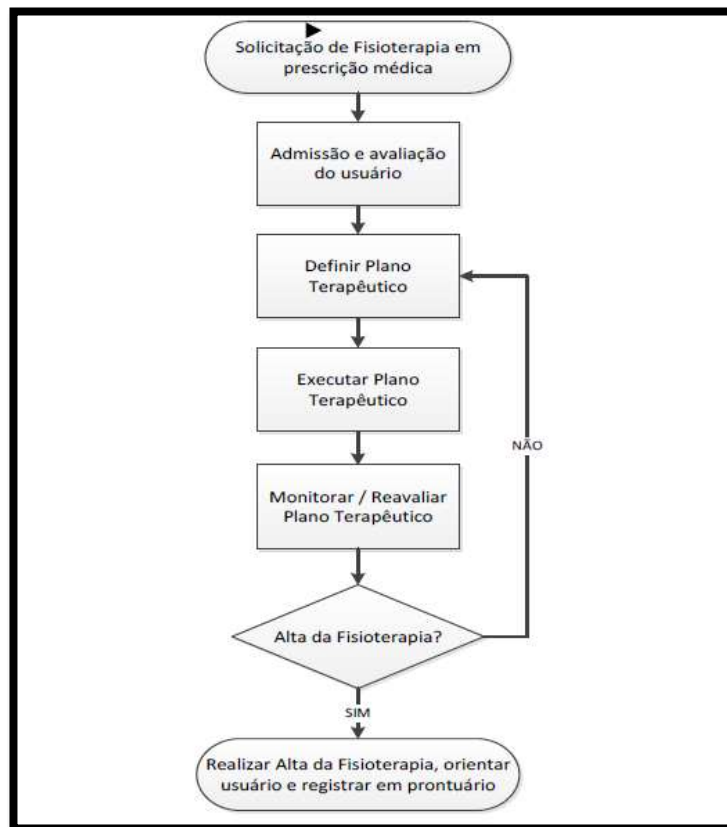 Solicitação de Fisioterapia em
prescrição médica
Admissão e avaliação
do usuário
Definir Plano
Terapêutico
Executar Plano
Terapêutico
NÃO
Monitorar / Reavaliar
Plano Terapêutico
Alta da Fisioterapia?
SIM
Realizar Alta da Fisioterapia, orientar
usuário e registrar em prontuário